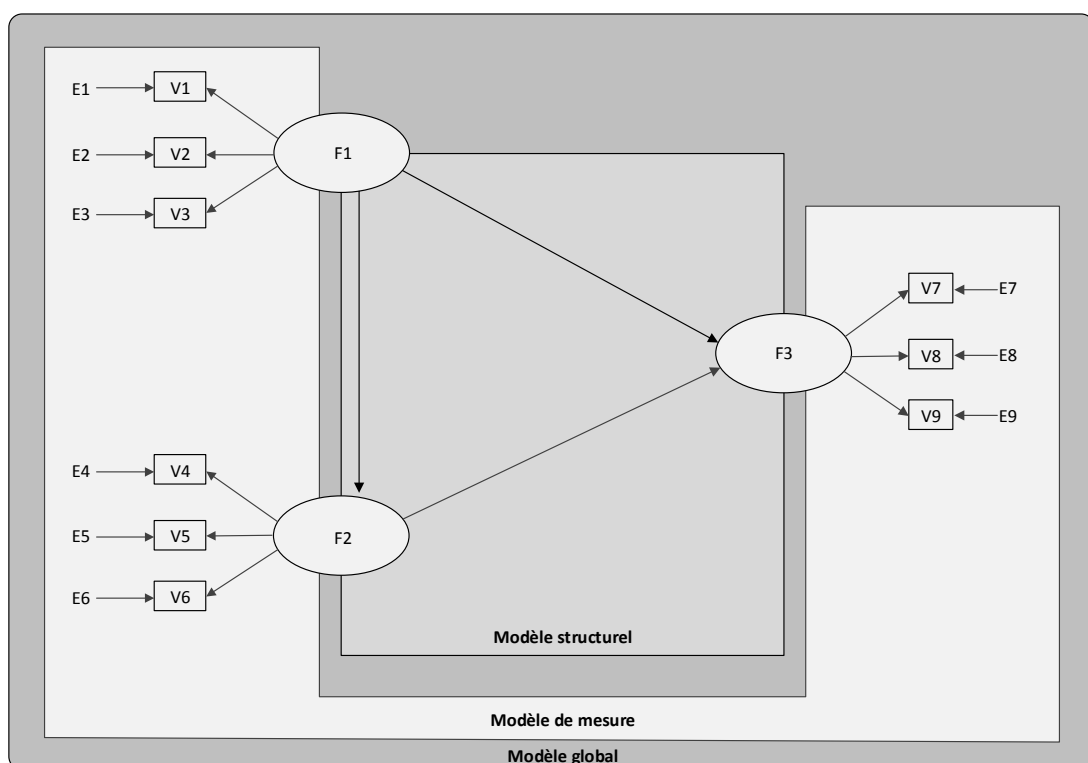 E1 V1
F1
E2 V2
E3 V3
V7 E7
F3
V8 E8
V9 E9
E4 V4
E5 V5
F2
E6 V6
Modèle structurel
Modèle de mesure
Modèle global